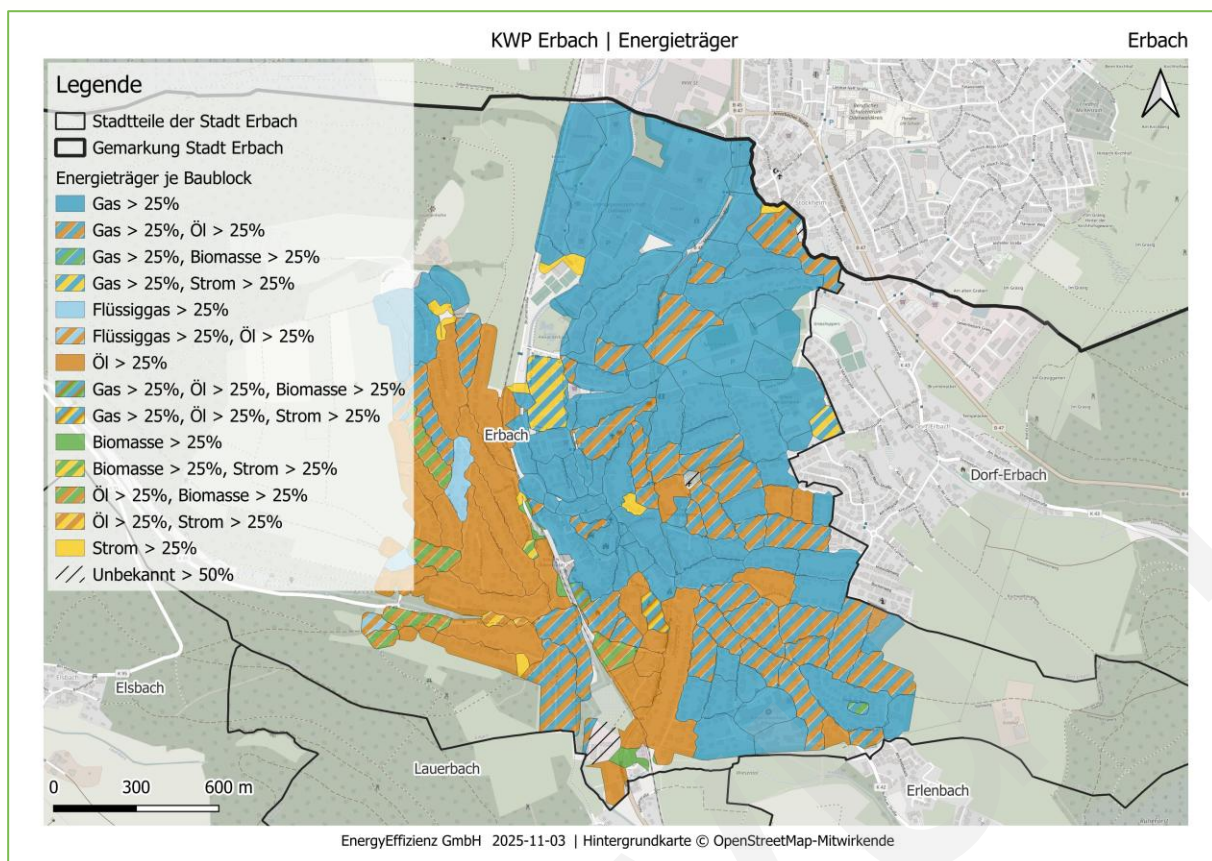 KWP Erbach | Energieträger
Erbach
Legende
Stadtteile der Stadt Erbach
Gemarkung Stadt Erbach
Energieträger je Baublock
Gas > 25%
Gas > 25%, Öl > 25%
Gas > 25%, Biomasse > 25%
Gas > 25%, Strom > 25%
Flüssiggas > 25%
Flüssiggas > 25%, Öl > 25%
Öl > 25%
Gas > 25%, Öl > 25%, Biomasse > 25%
Gas > 25%, Öl > 25%, Strom > 25%
Biomasse > 25%
Biomasse > 25%, Strom > 25%
Öl > 25%, Biomasse > 25%
Öl > 25%, Strom > 25%
Strom > 25%
Unbekannt > 50%
Erbach
Dorf-Erbach
Elsbach
Lauerbach
Erlenbach
0 300 600 m
EnergyEffizienz GmbH 2025-11-03 | Hintergrundkarte © OpenStreetMap-Mitwirkende